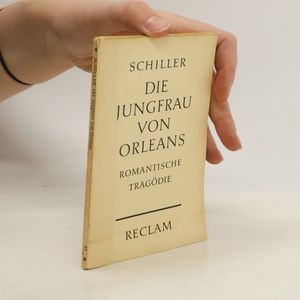 SCHILLER
DIE
JUNGFRAU
VON
ORLEANS
ROMANTISCHE
TRAGÖDIE
RECLAM